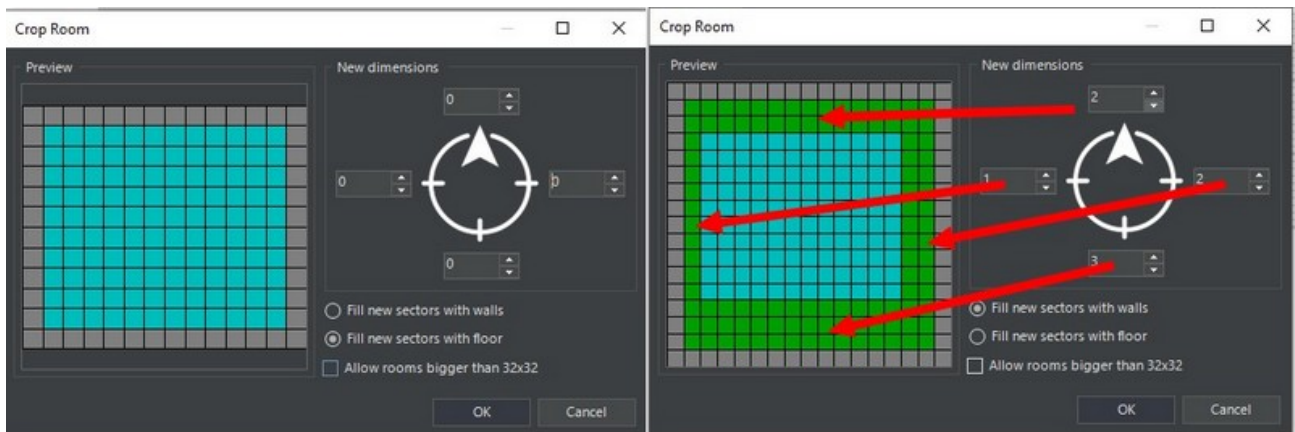 Crop Room
Preview
New dimensions
0
0
0
0
Fill new sectors with walls
Fill new sectors with floor
Allow rooms bigger than 32x32
OK
Cancel
Crop Room
Preview
New dimensions
2
1
2
3
Fill new sectors with walls
Fill new sectors with floor
Allow rooms bigger than 32x32
OK
Cancel